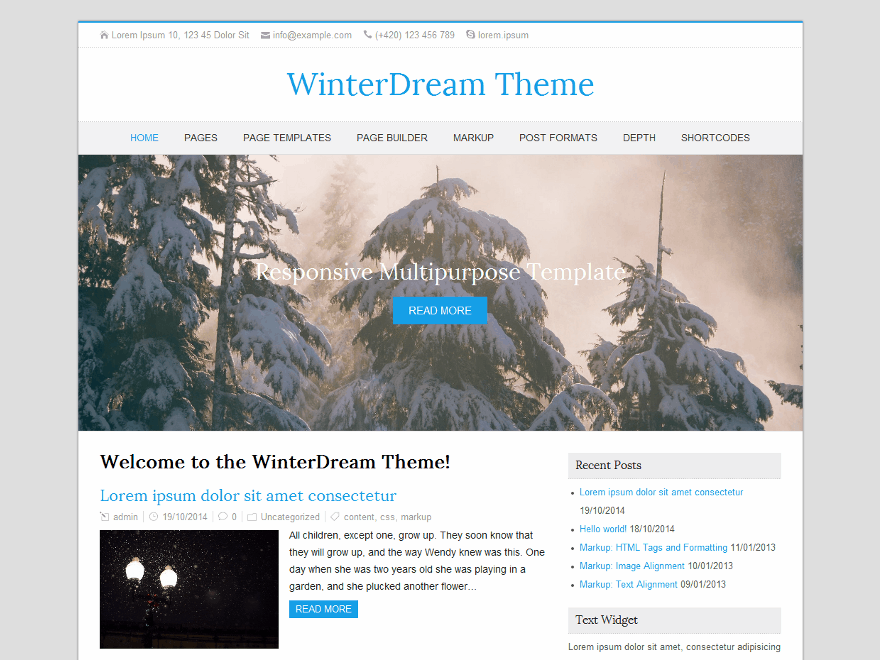 Lorem Ipsum 10, 123 45 Dolor Sit info@example.com (+420) 123 456 789 lorem ipsum
WinterDream Theme
HOME PAGES PAGE TEMPLATES PAGE BUILDER MARKUP POST FORMATS DEPTH SHORTCODES
Responsive Multipurpose Template
READ MORE
Welcome to the WinterDream Theme!
Lorem ipsum dolor sit amet consectetur
admin 19/10/2014 0 Uncategorized content, css, markup
All children, except one, grow up. They soon know that
they will grow up, and the way Wendy knew was this. One
day when she was two years old she was playing in a
garden, and she plucked another flower...
READ MORE
Recent Posts
Lorem ipsum dolor sit amet consectetur
19/10/2014
Hello world! 18/10/2014
Markup: HTML Tags and Formatting 11/01/2013
Markup: Image Alignment 10/01/2013
Markup: Text Alignment 09/01/2013
Text Widget
Lorem ipsum dolor sit amet, consectetur adipisicing